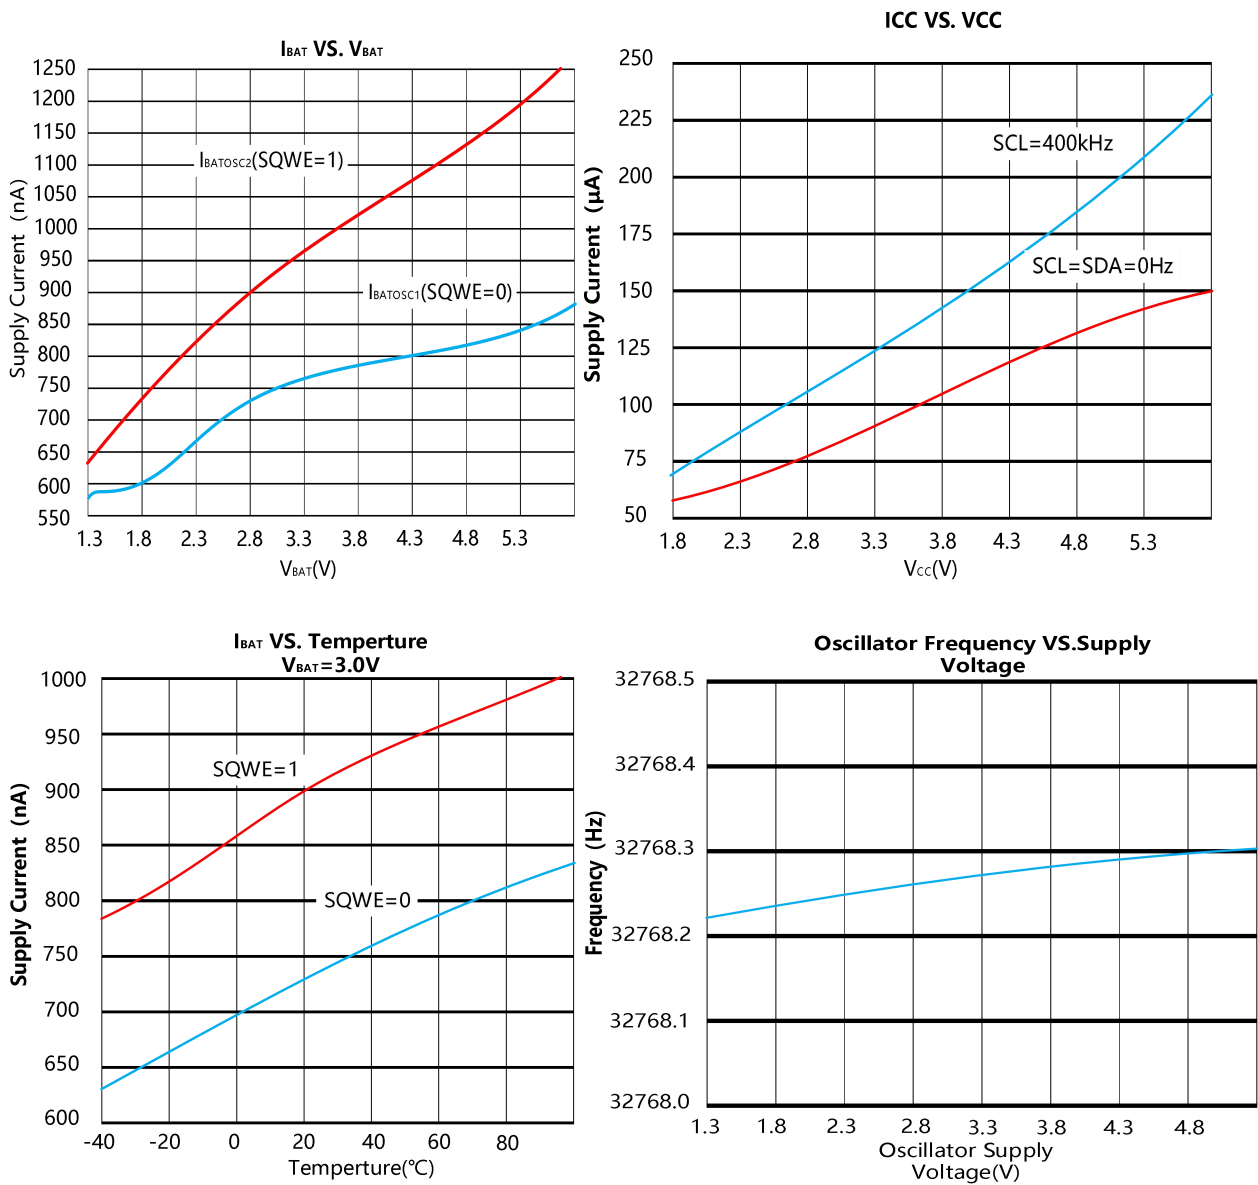 IBAT VS. VBAT
1250
1200
1150
1100
1050
1000
950
900
850
800
750
700
650
600
550
Supply Current (nA)
IBATOSC2(SQWE=1)
IBATOSC1(SQWE=0)
1.3 1.8 2.3 2.8 3.3 3.8 4.3 4.8 5.3
VBAT(V)
ICC VS. VCC
250
225
200
175
150
125
100
75
50
Supply Current (μA)
SCL=400kHz
SCL=SDA=0Hz
1.8 2.3 2.8 3.3 3.8 4.3 4.8 5.3
VCC(V)
IBAT VS. Temperture
VBAT=3.0V
1000
950
900
850
800
750
700
650
600
Supply Current (nA)
SQWE=1
SQWE=0
-40 -20 0 20 40 60 80
Temperture(℃)
Oscillator Frequency VS.Supply
Voltage
32768.5
32768.4
32768.3
32768.2
32768.1
32768.0
Frequency (Hz)
1.3 1.8 2.3 2.8 3.3 3.8 4.3 4.8
Oscillator Supply
Voltage(V)